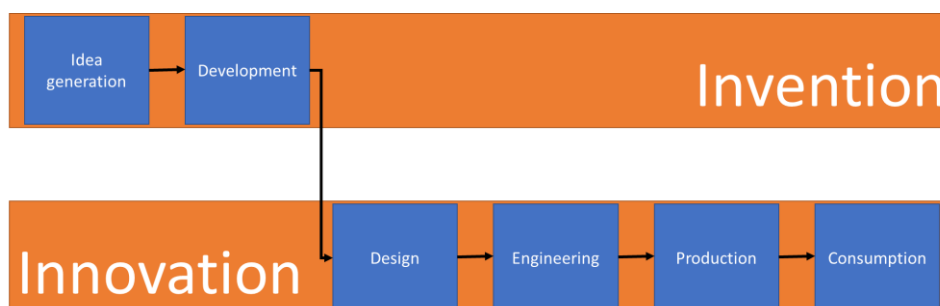 Idea
generation
Development
Invention
Innovation
Design
Engineering
Production
Consumption